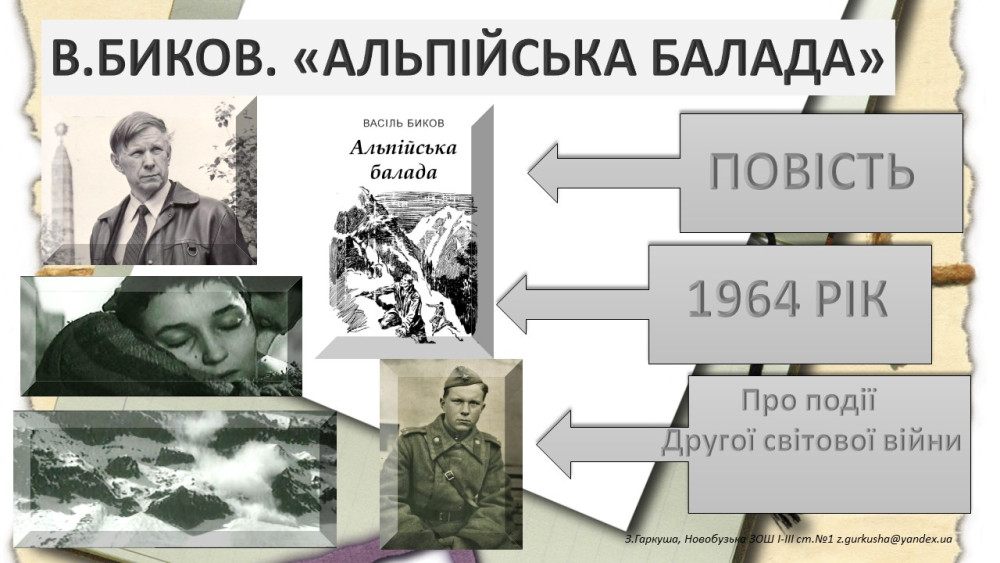 В.БИКОВ. «АЛЬПІЙСЬКА БАЛАДА»
ВАСІЛЬ БИКОВ
Альпійська
балада
ПОВІСТЬ
1964 РІК
Про події
Другої світової війни
З.Гаркуша, Новобузька ЗОШ І-ІІІ ст.№1 z.gurkusha@yandex.ua